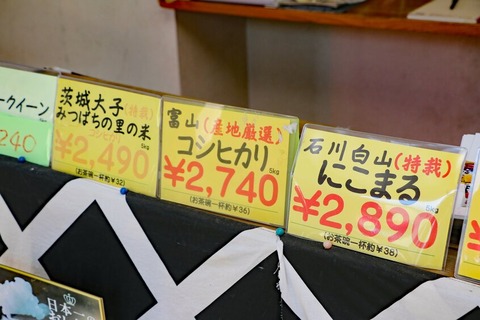 ークイーン
240
茨城大子(特栽)
みつばちの里の米
5kg
¥2,490
(お茶碗一杯約¥32)
富山(産地厳選)
コシヒカリ
5kg
¥2,740
(お茶碗一杯約¥36)
石川白山(特栽)
にこまる
5kg
¥2,890
(お茶碗一杯約¥38)
¥
日本